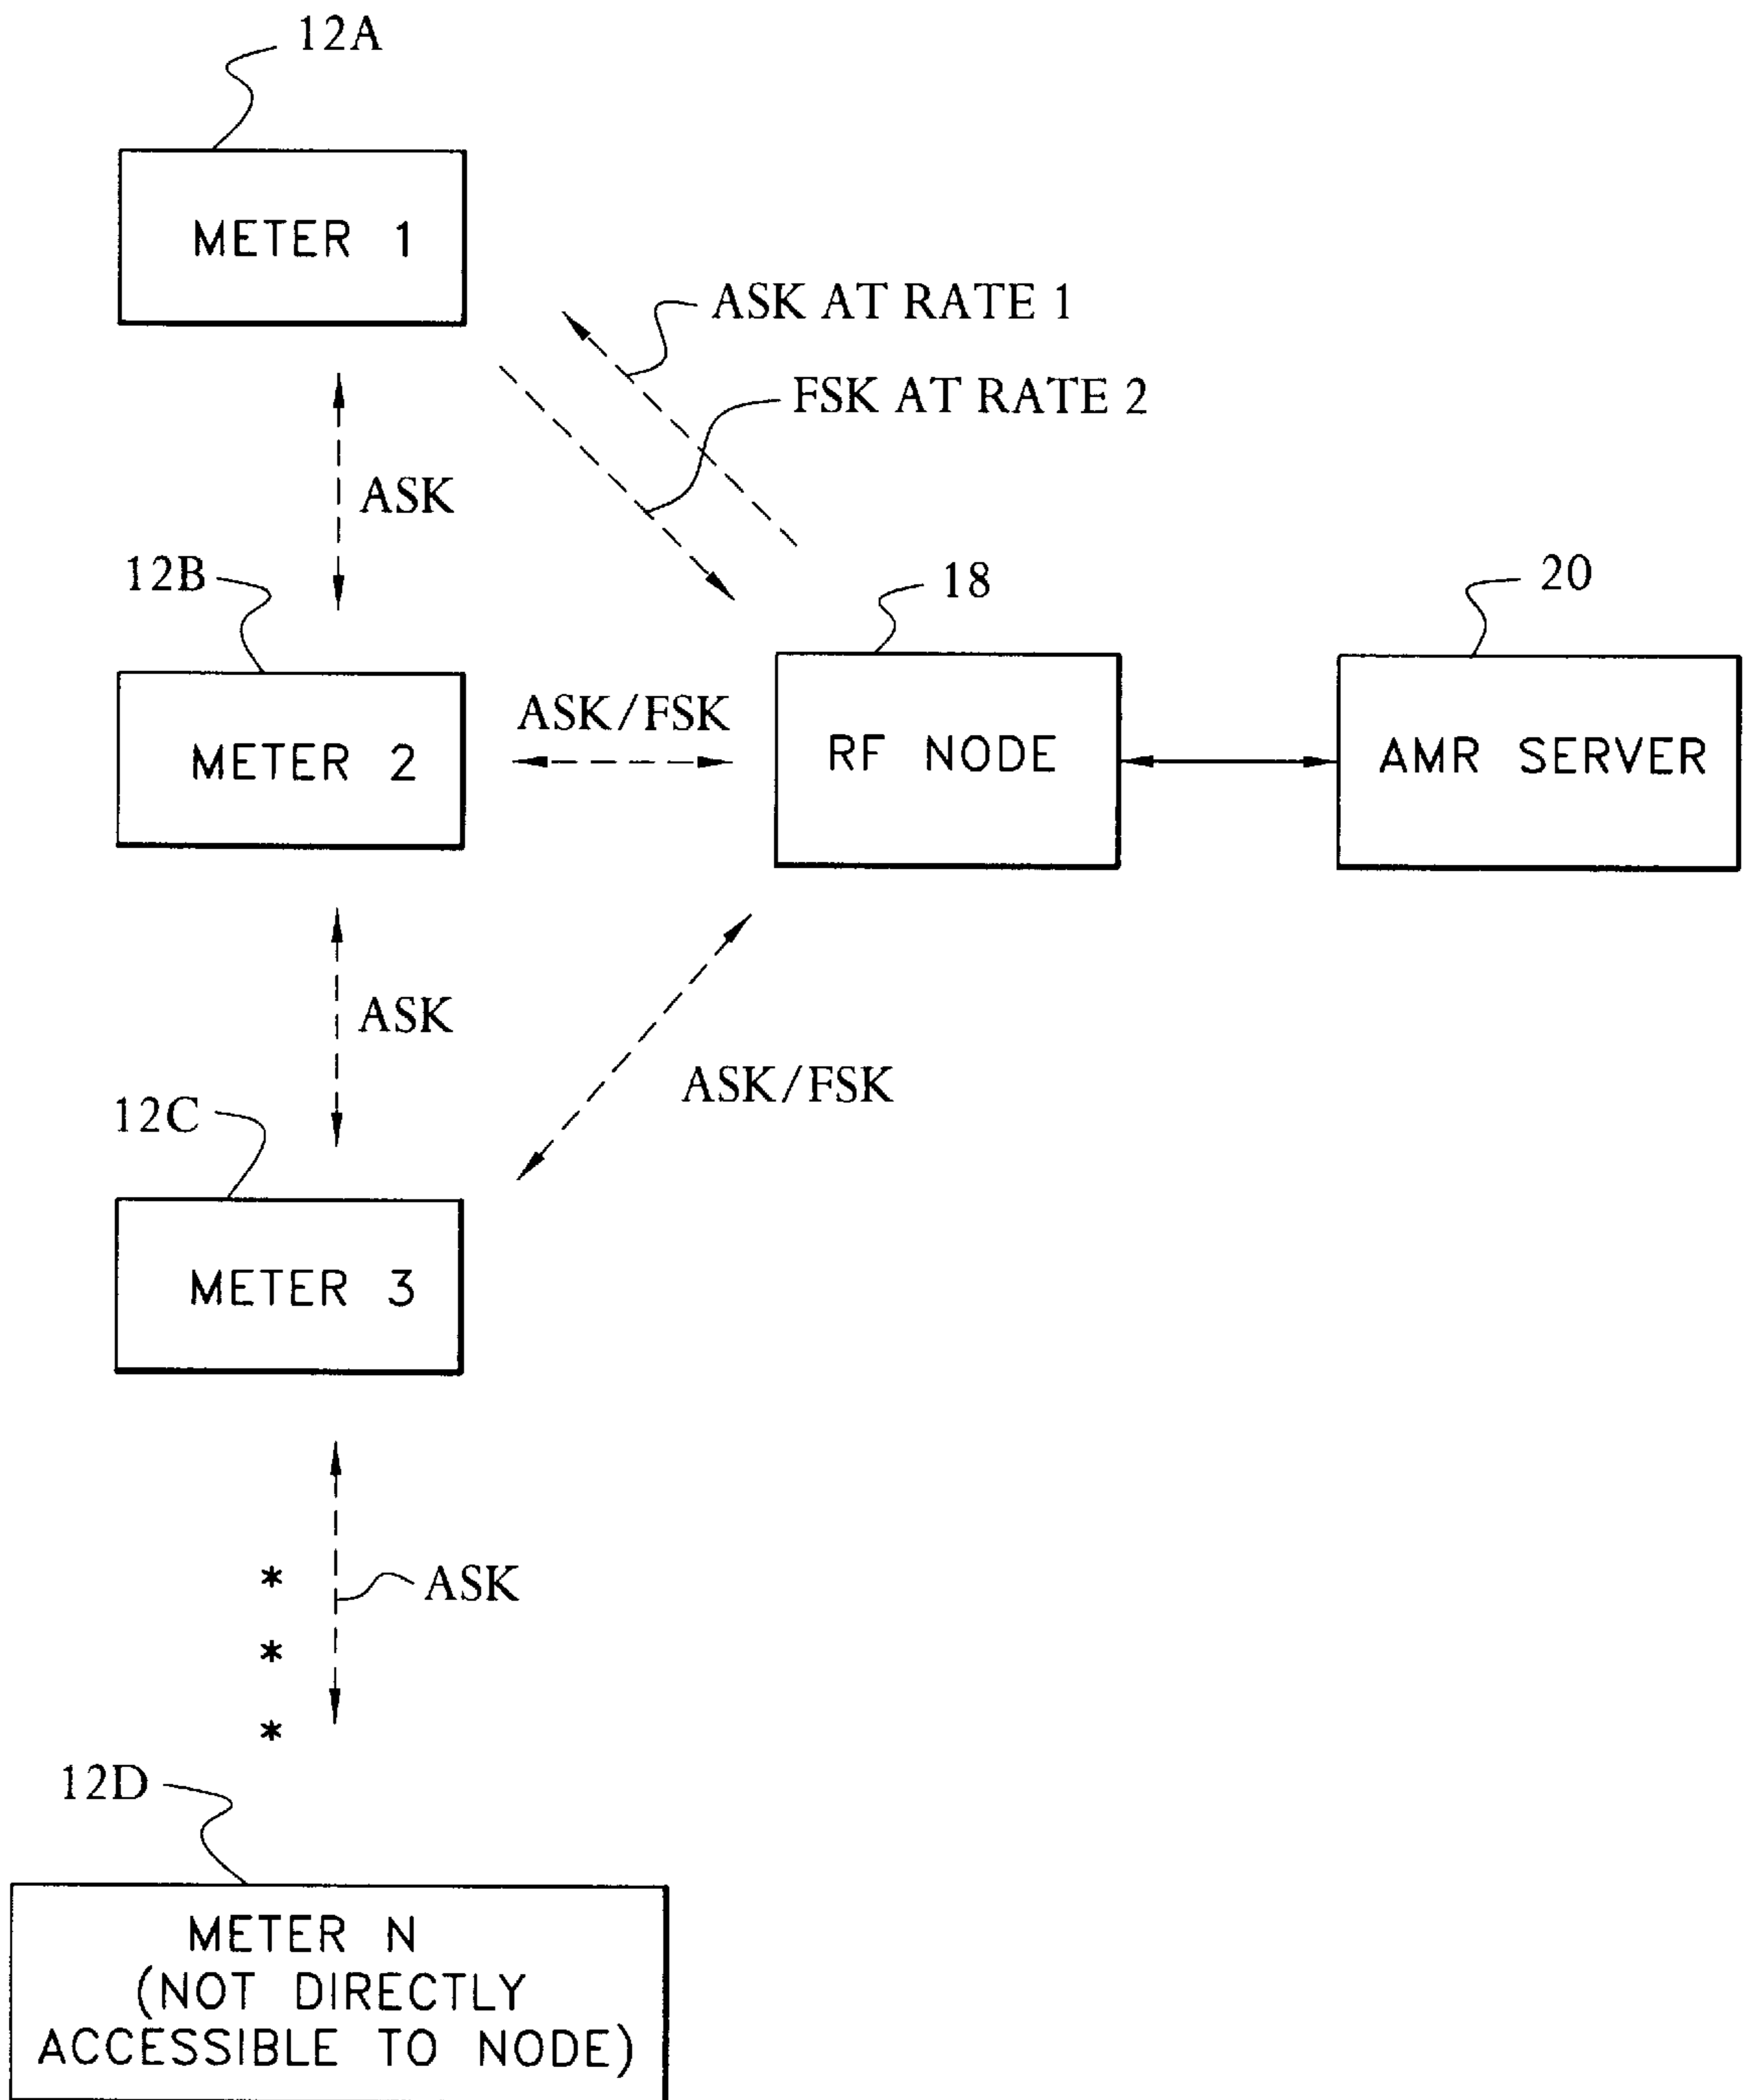 12A
METER 1
ASK AT RATE 1
FSK AT RATE 2
ASK
12B
18
20
METER 2
ASK/FSK
RF NODE
AMR SERVER
ASK
ASK/FSK
12C
METER 3
*
ASK
*
*
12D
METER N
(NOT DIRECTLY
ACCESSIBLE TO NODE)